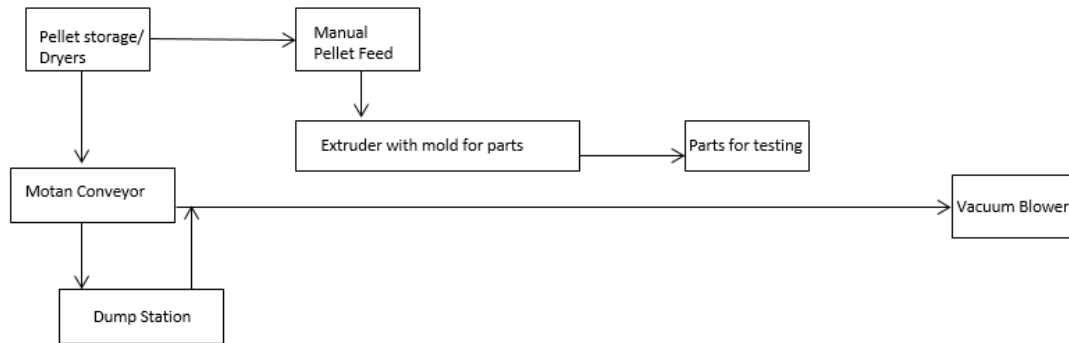 Pellet storage/
Dryers
Manual
Pellet Feed
Extruder with mold for parts
Parts for testing
Motan Conveyor
Vacuum Blower
Dump Station